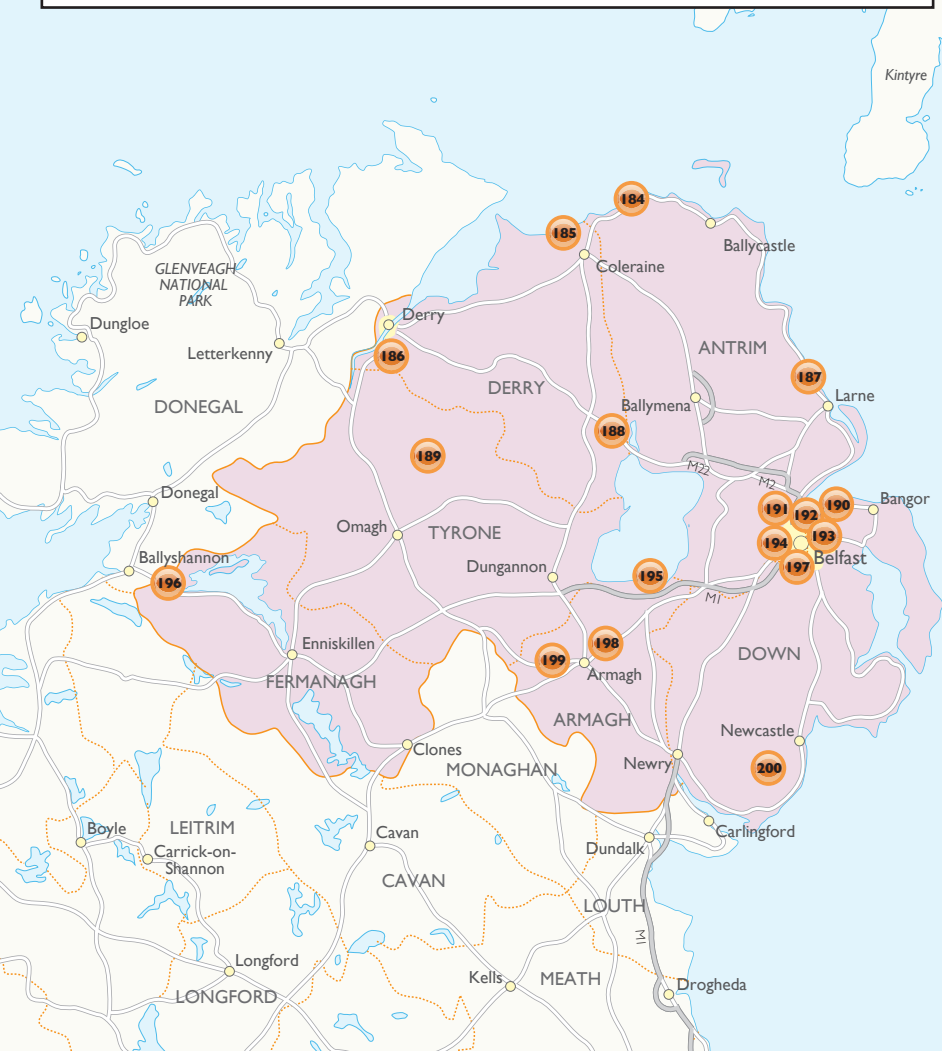 Kintyre
184
185
Ballycastle
Coleraine
GLENVEAGH
NATIONAL
PARK
Dungloe
Derry
Letterkenny
186
ANTRIM
187
DERRY
DONEGAL
Ballymena
Larne
188
189
M22
M2
Donegal
191
192
190
Bangor
Omagh
TYRONE
194
193
Belfast
197
Ballyshannon
196
Dungannon
195
M1
Enniskillen
199
198
Armagh
DOWN
FERMANAGH
ARMAGH
Newcastle
Clones
MONAGHAN
Newry
200
Boyle
LEITRIM
Cavan
Carlingford
Carrick-on-
Shannon
Dundalk
CAVAN
LOUTH
M1
Longford
Kells
MEATH
Drogheda
LONGFORD